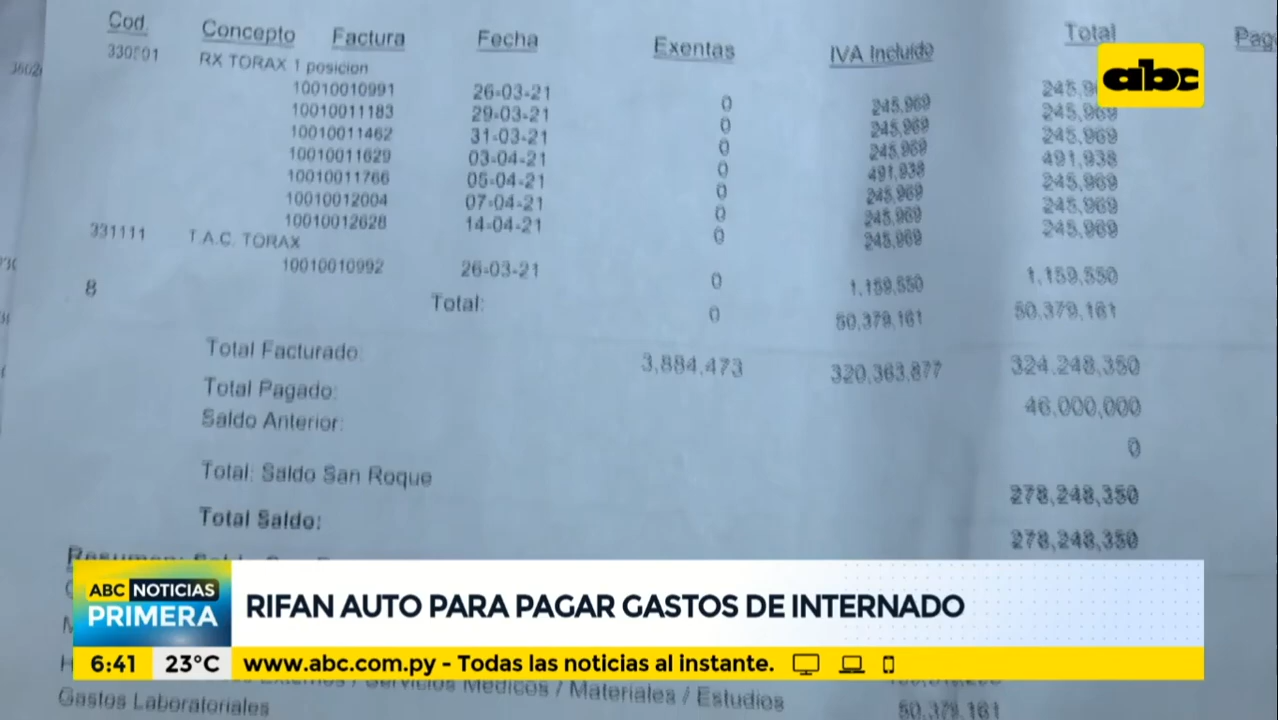 Cod. Concepto Factura Fecha Exentas IVA Incluido Total
330801 RX TORAX 1 posicion
10010010991 26-03-21 0 245,969
10010011183 29-03-21 0 245,969 245,969
10010011462 31-03-21 0 245,969 245,969
10010011629 03-04-21 0 491,938 491,938
10010011766 05-04-21 0 245,969 245,969
10010012004 07-04-21 0 245,969 245,969
10010012628 14-04-21 0 245,969 245,969
331111 T.A.C. TORAX
10010010992 26-03-21 0 1,159,550 1,159,550
8 Total: 0 50,379,161 50,379,161
Total Facturado: 3,884,473 320,363,877 324.248,350
Total Pagado: 46,000,000
Saldo Anterior: 0
Total: Saldo San Roque 278,248,350
Total Saldo: 278,248,350
abc
ABC NOTICIAS
PRIMERA
RIFAN AUTO PARA PAGAR GASTOS DE INTERNADO
6:41 23°C www.abc.com.py - Todas las noticias al instante.
/ Servicios Médicos / Materiales / Estudios
Gastos Laboratoriales 50,379,161